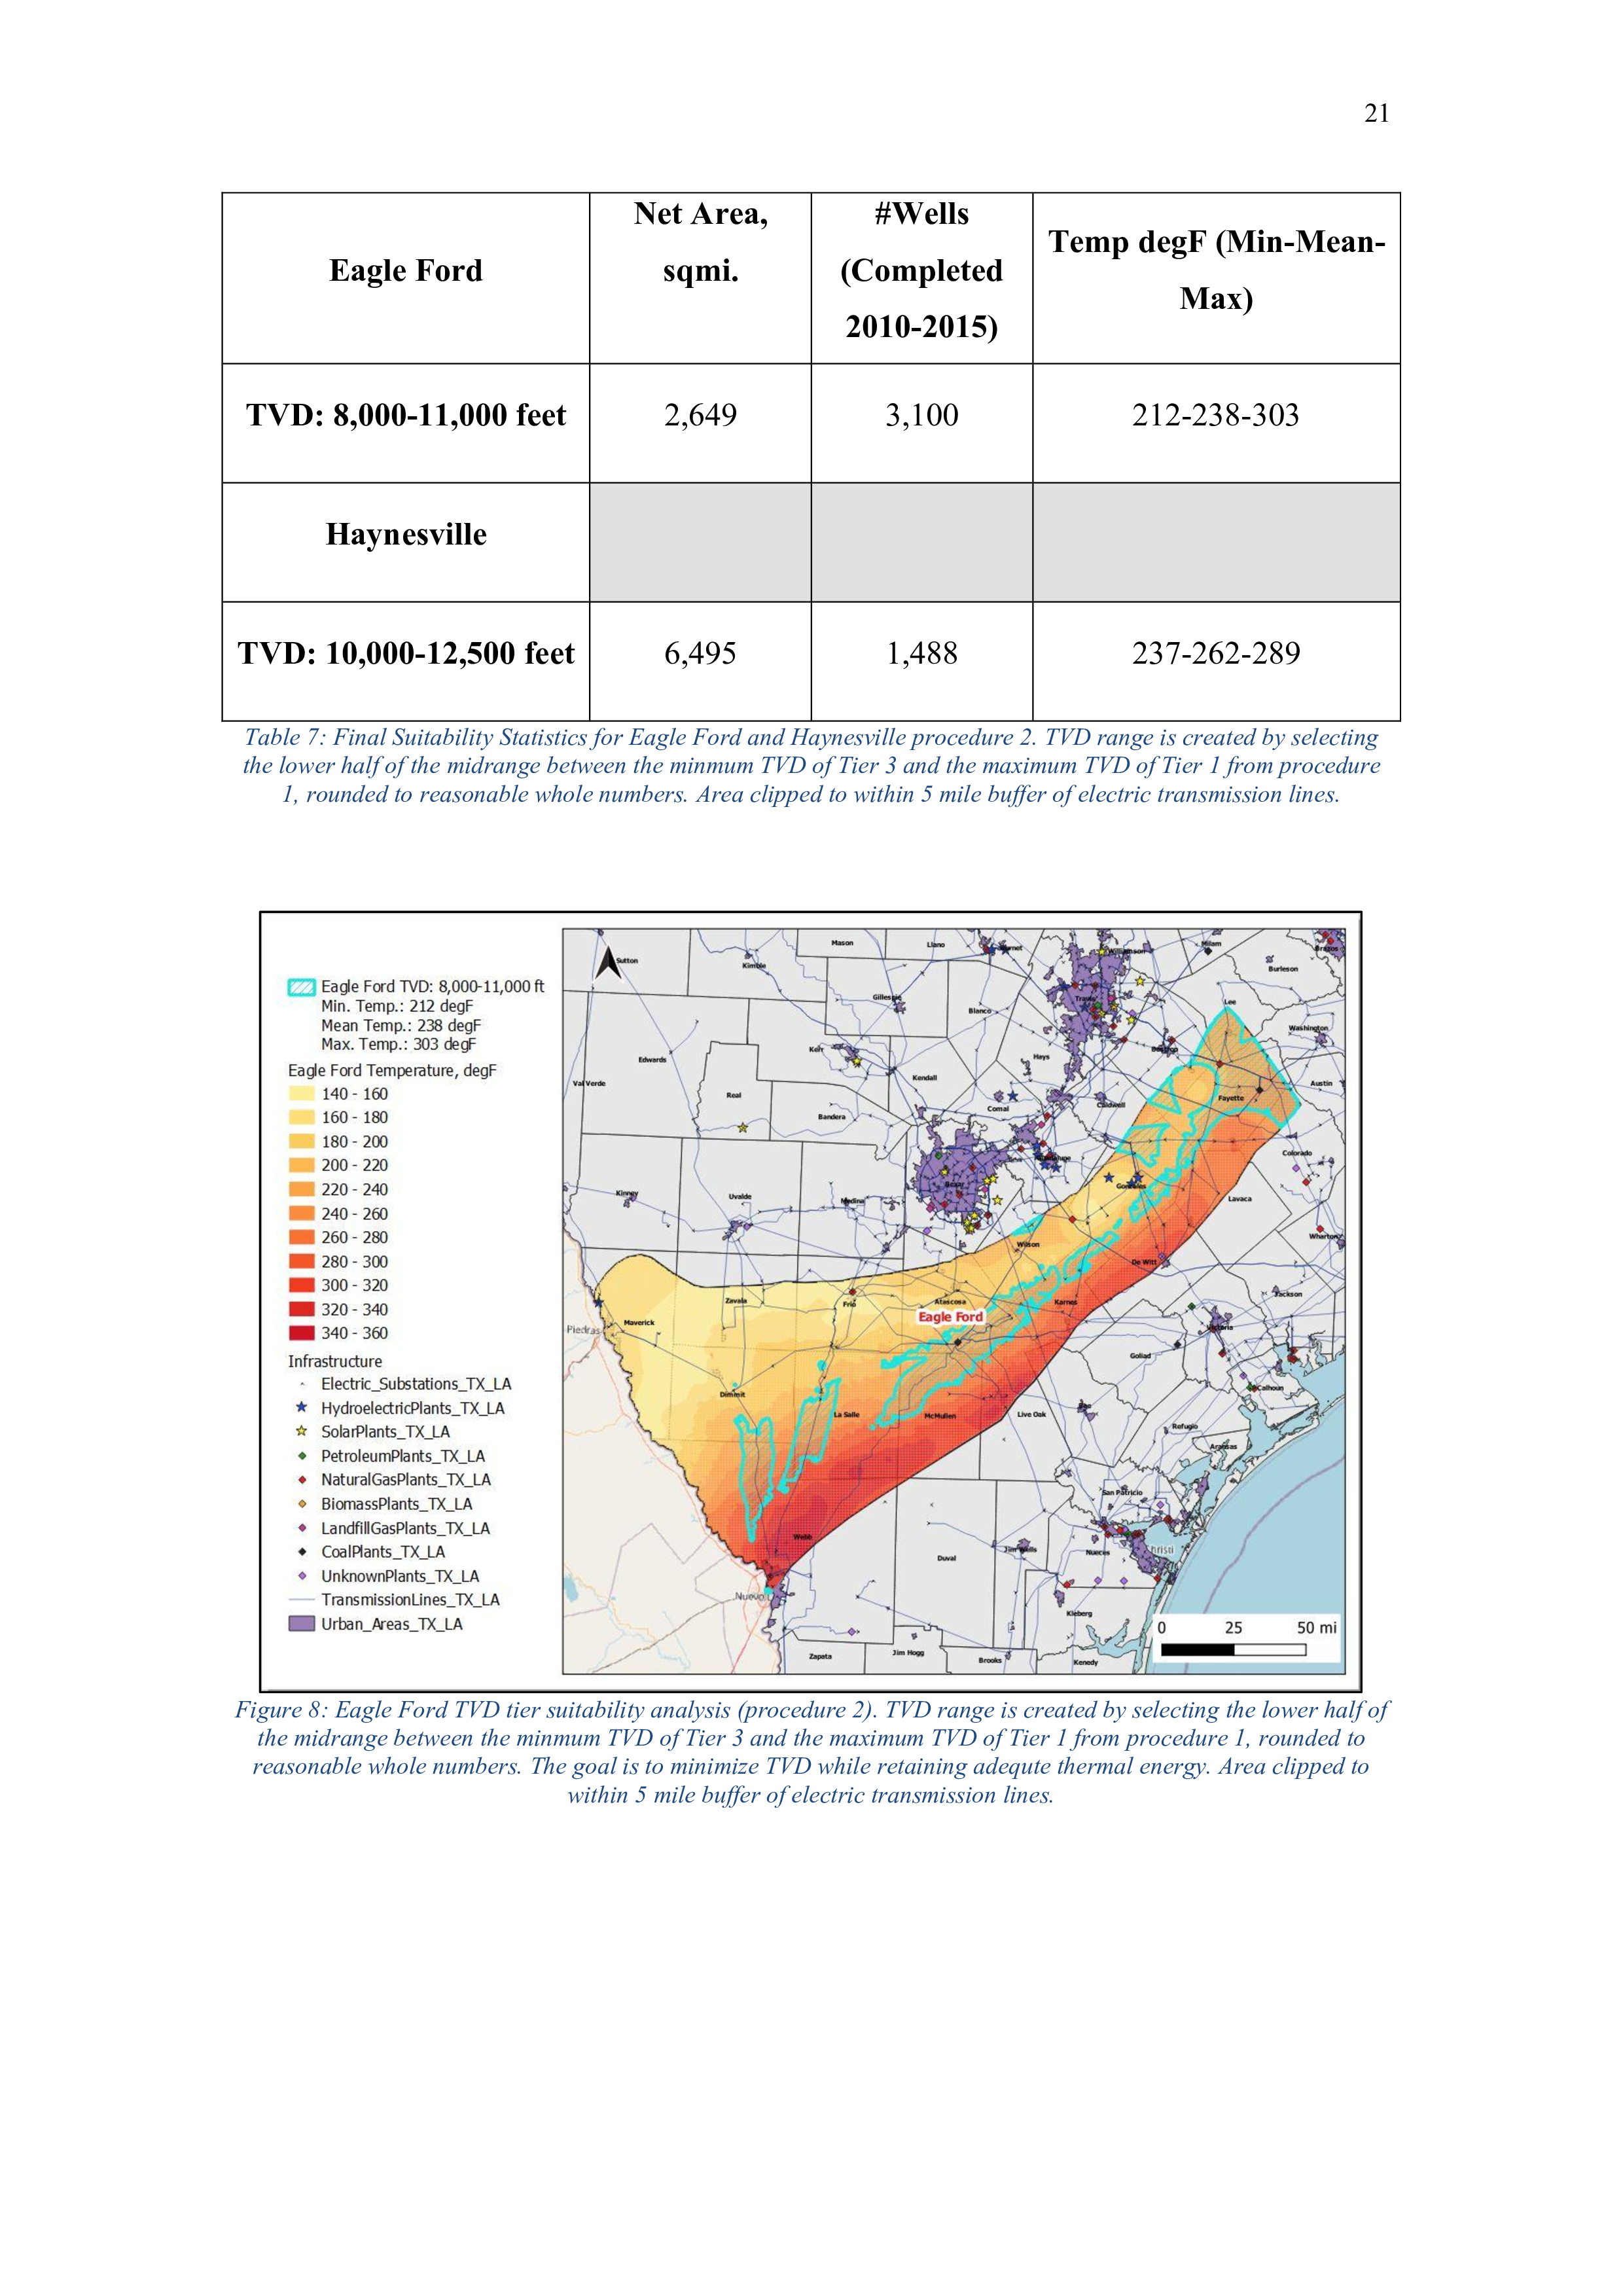 21
Eagle Ford
Net Area,
sqmi.
#Wells
(Completed
2010-2015)
Temp degF (Min-Mean-
Max)
TVD: 8,000-11,000 feet
2,649
3,100
212-238-303
Haynesville
TVD: 10,000-12,500 feet
6,495
1,488
237-262-289
Table 7: Final Suitability Statistics for Eagle Ford and Haynesville procedure 2. TVD range is created by selecting
the lower half of the midrange between the minmum TVD of Tier 3 and the maximum TVD of Tier 1 from procedure
1, rounded to reasonable whole numbers. Area clipped to within 5 mile buffer of electric transmission lines.
Eagle Ford TVD: 8,000-11,000 ft
Min. Temp.: 212 degF
Mean Temp.: 238 degF
Max. Temp.: 303 degF
Eagle Ford Temperature, degF
140 - 160
160 - 180
180 - 200
200 - 220
220 - 240
240 - 260
260 - 280
280 - 300
300 - 320
320 - 340
340 - 360
Infrastructure
Electric_Substations_TX_LA
HydroelectricPlants_TX_LA
SolarPlants_TX_LA
PetroleumPlants_TX_LA
NaturalGasPlants_TX_LA
BiomassPlants_TX_LA
LandfillGasPlants_TX_LA
CoalPlants_TX_LA
UnknownPlants_TX_LA
TransmissionLines_TX_LA
Urban_Areas_TX_LA
Mason
Llano
Sutton
Kimble
Williamson
Milam
Brazos
Burleson
Gillespie
Blanco
Travis
Lee
Washington
Edwards
Kerr
Hays
Bastrop
Val Verde
Kendall
Austin
Real
Bandera
Comal
Caldwell
Fayette
Colorado
Kinney
Uvalde
Medina
Bexar
Guadalupe
Gonzales
Lavaca
Wharton
Wilson
De Witt
Jackson
Zavala
Frio
Atascosa
Karnes
Eagle Ford
Piedras
Maverick
Victoria
Goliad
Dimmit
La Salle
McMullen
Live Oak
Bee
Calhoun
Refugio
Aransas
San Patricio
Webb
Duval
Jim Wells
Nueces
Christi
Nuevo
Kleberg
Zapata
Jim Hogg
Brooks
Kenedy
0 25 50 mi
Figure 8: Eagle Ford TVD tier suitability analysis (procedure 2). TVD range is created by selecting the lower half of
the midrange between the minmum TVD of Tier 3 and the maximum TVD of Tier 1 from procedure 1, rounded to
reasonable whole numbers. The goal is to minimize TVD while retaining adequte thermal energy. Area clipped to
within 5 mile buffer of electric transmission lines.